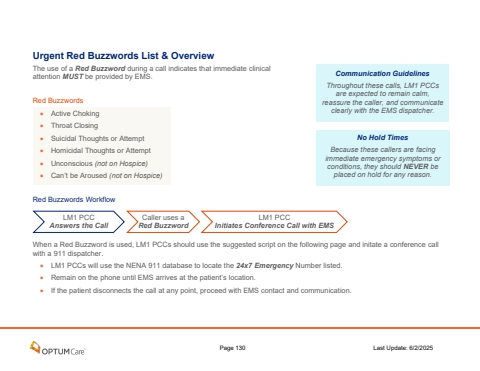 Urgent Red Buzzwords List & Overview
The use of a Red Buzzword during a call indicates that immediate clinical
attention MUST be provided by EMS.
Communication Guidelines
Throughout these calls, LM1 PCCs
are expected to remain calm,
reassure the caller, and communicate
clearly with the EMS dispatcher.
Red Buzzwords
• Active Choking
• Throat Closing
• Suicidal Thoughts or Attempt
• Homicidal Thoughts or Attempt
• Unconscious (not on Hospice)
• Can't be Aroused (not on Hospice)
No Hold Times
Because these callers are facing
immediate emergency symptoms or
conditions, they should NEVER be
placed on hold for any reason.
Red Buzzwords Workflow
LM1 PCC
Answers the Call
Caller uses a
Red Buzzword
LM1 PCC
Initiates Conference Call with EMS
When a Red Buzzword is used, LM1 PCCs should use the suggested script on the following page and initate a conference call
with a 911 dispatcher.
• LM1 PCCs will use the NENA 911 database to locate the 24x7 Emergency Number listed.
• Remain on the phone until EMS arrives at the patient's location.
• If the patient disconnects the call at any point, proceed with EMS contact and communication.
OPTUM Care
Page 130
Last Update: 6/2/2025